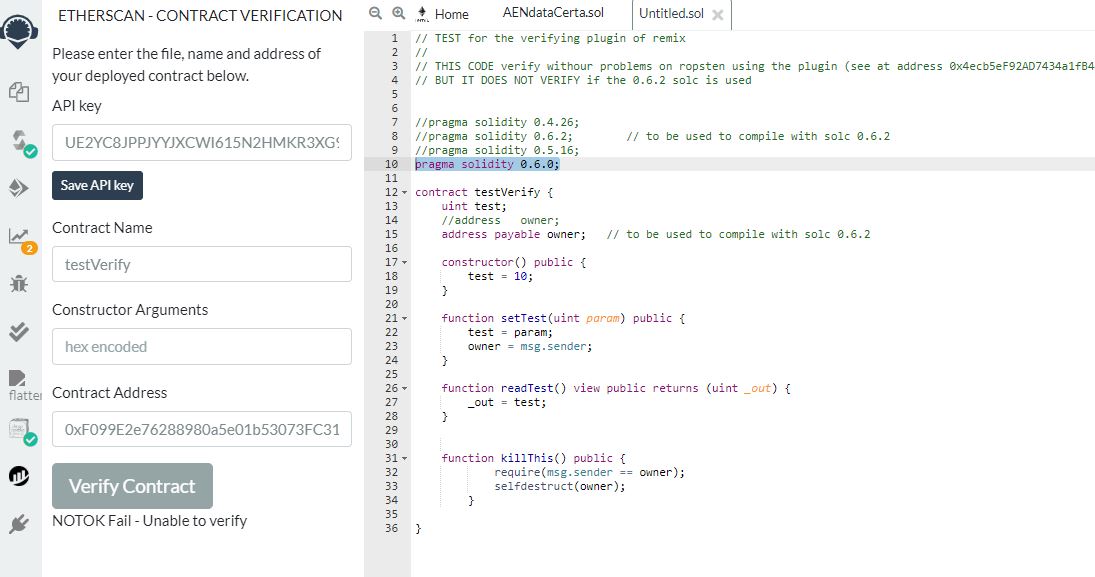 ETHERSCAN - CONTRACT VERIFICATION
Please enter the file, name and address of
your deployed contract below.
API key
UE2YC8JPPJYYJXCWI615N2HMKR3XG
Save API key
Contract Name
testVerify
Constructor Arguments
hex encoded
Contract Address
0xF099E2e76288980a5e01b53073FC31
Verify Contract
NOTOK Fail - Unable to verify
2
flatter
Home
AENdataCerta.sol
Untitled.sol
1 // TEST for the verifying plugin of remix
2 //
3 // THIS CODE verify withour problems on ropsten using the plugin (see at address 0x4ecb5eF92AD7434a1fB4
4 // BUT IT DOES NOT VERIFY if the 0.6.2 solc is used
5
6
7 //pragma solidity 0.4.26;
8 //pragma solidity 0.6.2; // to be used to compile with solc 0.6.2
9 //pragma solidity 0.5.16;
10 pragma solidity 0.6.0;
11
12 contract testVerify {
13 uint test;
14 //address owner;
15 address payable owner; // to be used to compile with solc 0.6.2
16
17 constructor() public {
18 test = 10;
19 }
20
21 function setTest(uint param) public {
22 test = param;
23 owner = msg.sender;
24 }
25
26 function readTest() view public returns (uint _out) {
27 _out = test;
28 }
29
30
31 function killThis() public {
32 require(msg.sender == owner);
33 selfdestruct(owner);
34 }
35
36 }